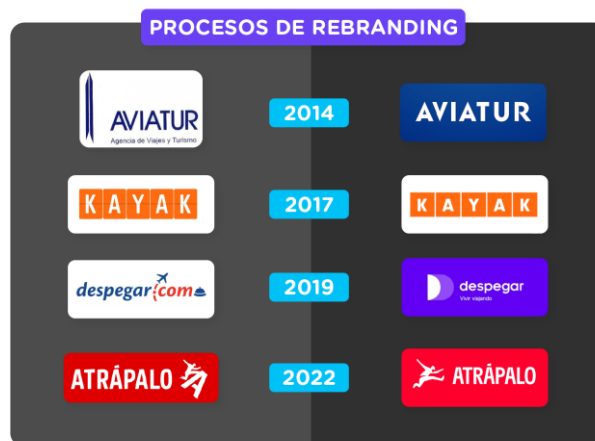 PROCESOS DE REBRANDING
AVIATUR
Agencia de Viajes y Turismo
2014
AVIATUR
KAYAK
2017
KAYAK
despegar.com
2019
despegar
Vivir viajando
ATRÁPALO
2022
ATRÁPALO